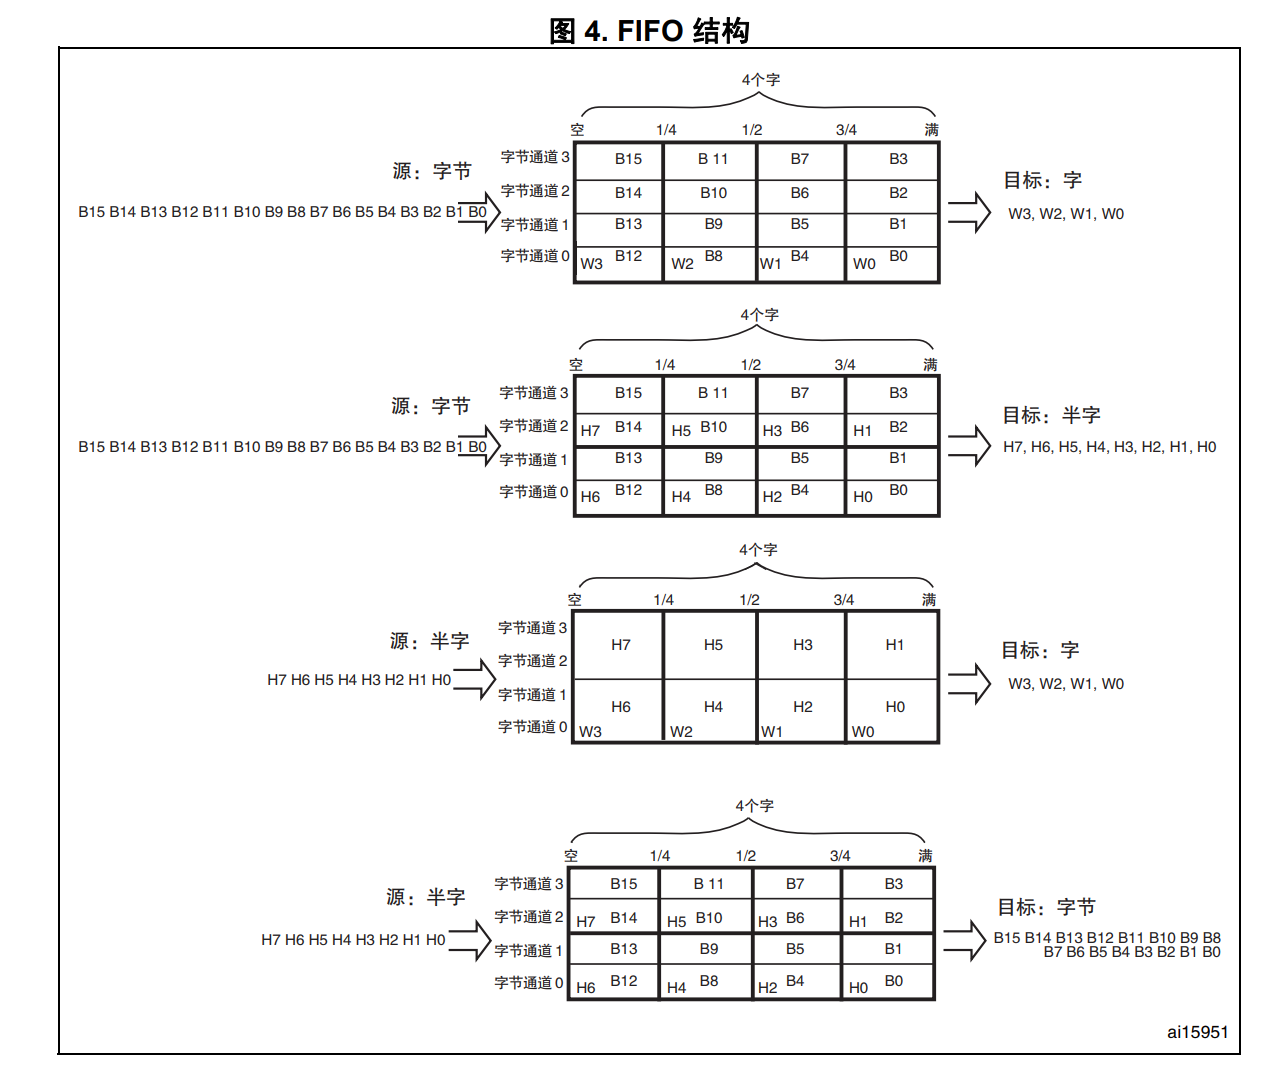 图 4. FIFO 结构
4个字
空 1/4 1/2 3/4 满
源：字节
B15 B14 B13 B12 B11 B10 B9 B8 B7 B6 B5 B4 B3 B2 B1 B0
字节通道 3 B15 B 11 B7 B3
字节通道 2 B14 B10 B6 B2
字节通道 1 B13 B9 B5 B1
字节通道 0 W3 B12 W2 B8 W1 B4 W0 B0
目标：字
W3, W2, W1, W0
4个字
空 1/4 1/2 3/4 满
源：字节
B15 B14 B13 B12 B11 B10 B9 B8 B7 B6 B5 B4 B3 B2 B1 B0
字节通道 3 B15 B 11 B7 B3
字节通道 2 H7 B14 H5 B10 H3 B6 H1 B2
字节通道 1 B13 B9 B5 B1
字节通道 0 H6 B12 H4 B8 H2 B4 H0 B0
目标：半字
H7, H6, H5, H4, H3, H2, H1, H0
4个字
空 1/4 1/2 3/4 满
源：半字
H7 H6 H5 H4 H3 H2 H1 H0
字节通道 3
H7 H5 H3 H1
字节通道 2
字节通道 1
H6 H4 H2 H0
字节通道 0 W3 W2 W1 W0
目标：字
W3, W2, W1, W0
4个字
空 1/4 1/2 3/4 满
源：半字
H7 H6 H5 H4 H3 H2 H1 H0
字节通道 3 B15 B 11 B7 B3
字节通道 2 H7 B14 H5 B10 H3 B6 H1 B2
字节通道 1 B13 B9 B5 B1
字节通道 0 H6 B12 H4 B8 H2 B4 H0 B0
目标：字节
B15 B14 B13 B12 B11 B10 B9 B8
B7 B6 B5 B4 B3 B2 B1 B0
ai15951